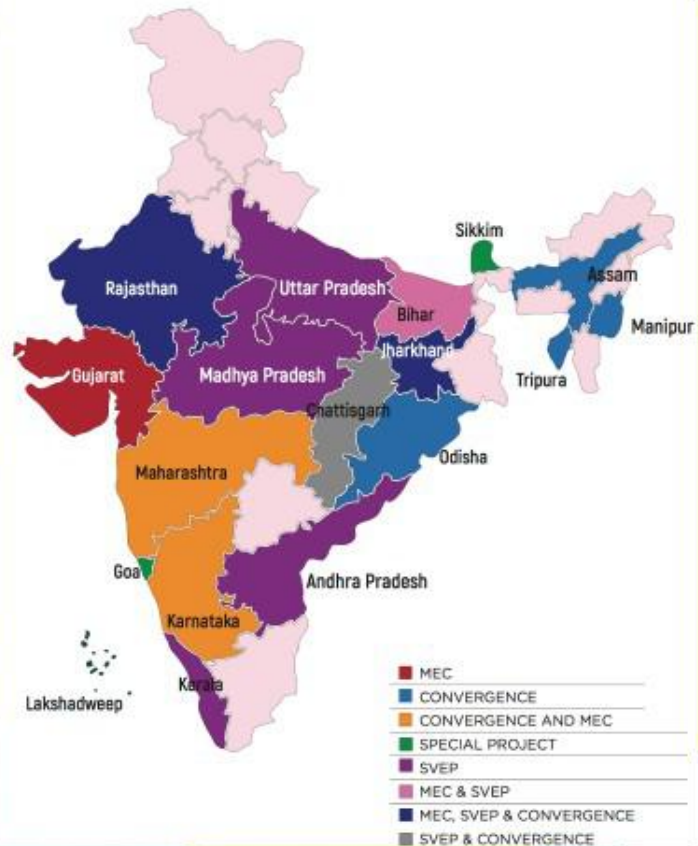 Sikkim
Assam
Rajasthan
Uttar Pradesh
Bihar
Manipur
Jharkhand
Gujarat
Madhya Pradesh
Tripura
Chattisgarh
Odisha
Maharashtra
Goa
Andhra Pradesh
Karnataka
Karala
Lakshadweep
MEC
CONVERGENCE
CONVERGENCE AND MEC
SPECIAL PROJECT
SVEP
MEC & SVEP
MEC, SVEP & CONVERGENCE
SVEP & CONVERGENCE